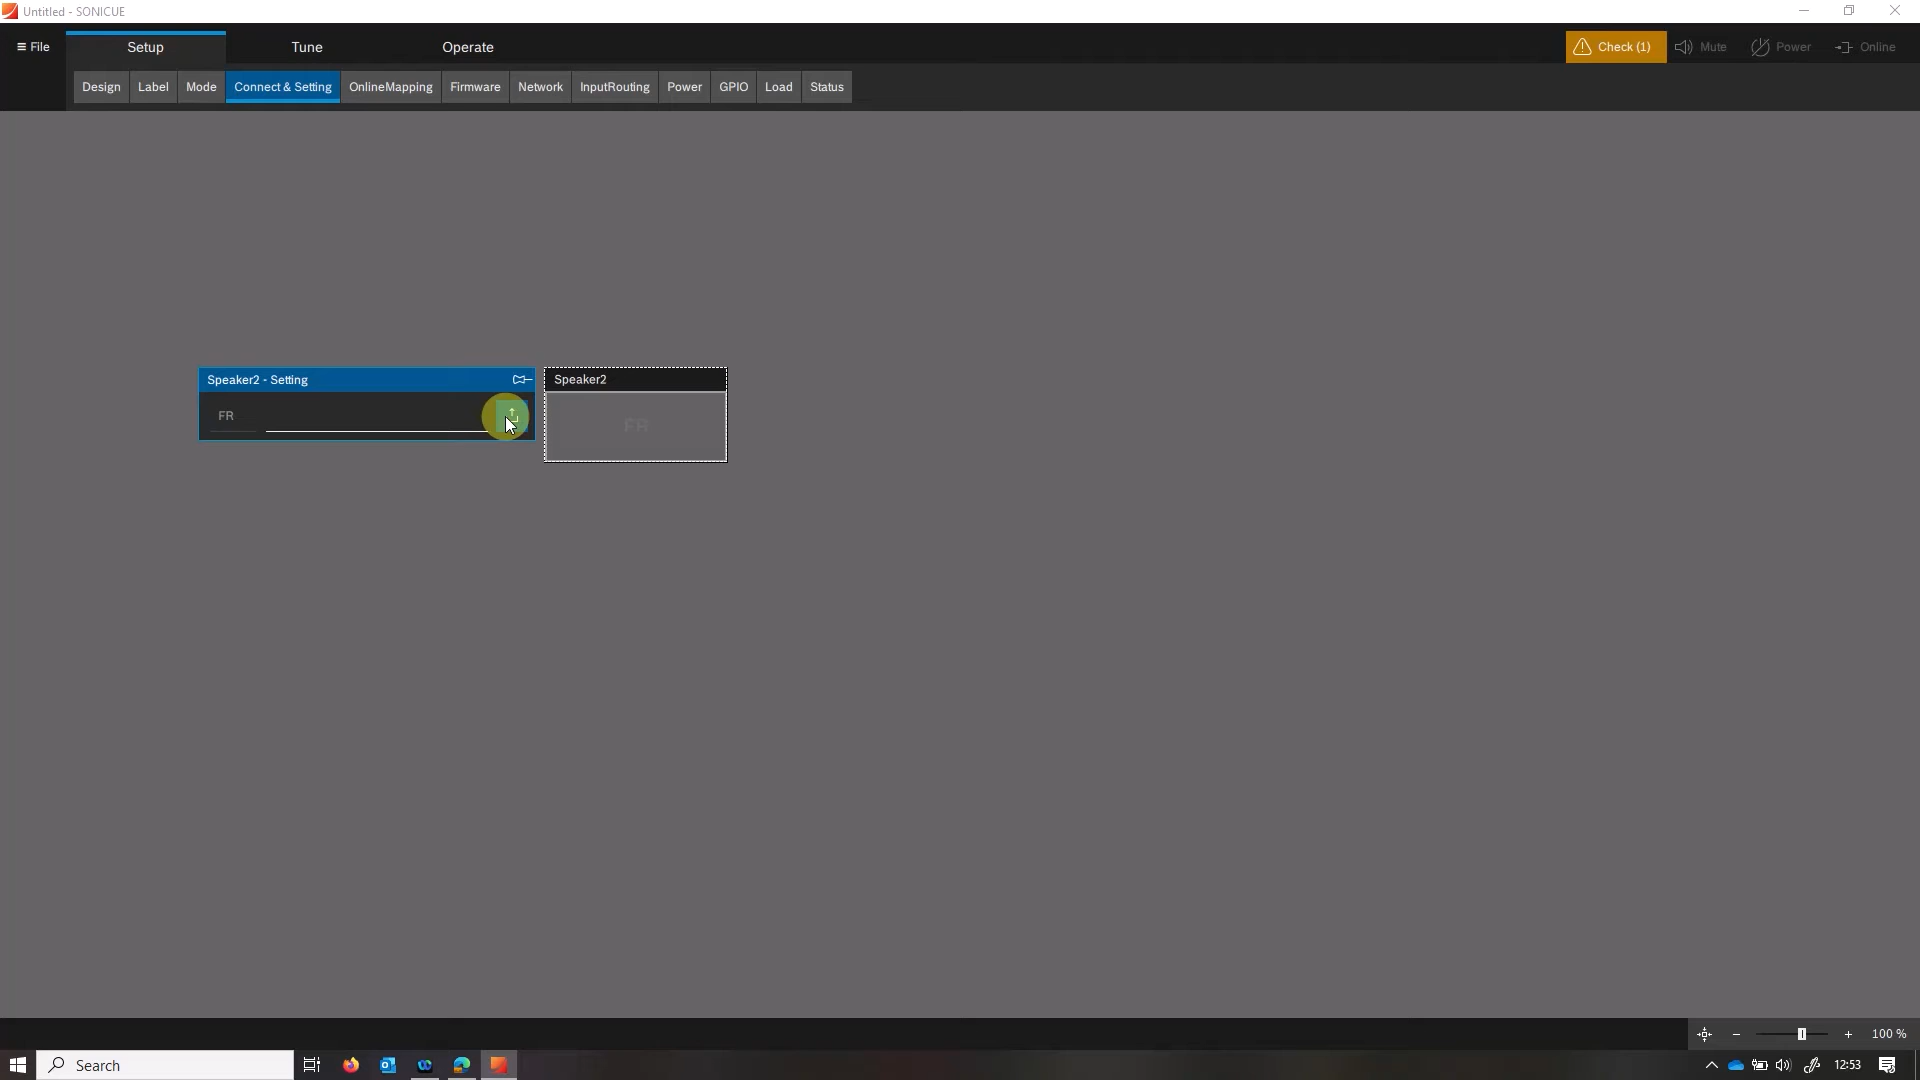 Untitled - SONICUE
File
Setup
Tune
Operate
Check (1)
Mute
Power
Online
Design
Label
Mode
Connect & Setting
OnlineMapping
Firmware
Network
InputRouting
Power
GPIO
Load
Status
Speaker2 - Setting
Speaker2
FR
FR
100 %
Search
12:53